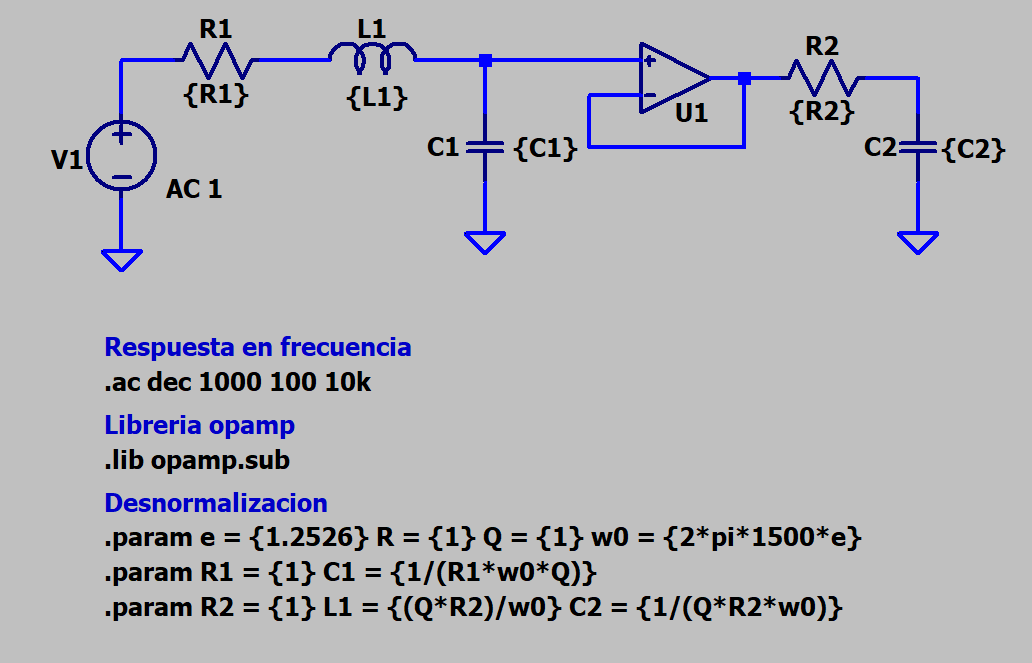 R1
L1
R2
{R1}
{L1}
{R2}
+
-
U1
V1
+
-
C1
{C1}
C2
{C2}
AC 1
Respuesta en frecuencia
.ac dec 1000 100 10k
Libreria opamp
.lib opamp.sub
Desnormalizacion
.param e = {1.2526} R = {1} Q = {1} w0 = {2*pi*1500*e}
.param R1 = {1} C1 = {1/(R1*w0*Q)}
.param R2 = {1} L1 = {(Q*R2)/w0} C2 = {1/(Q*R2*w0)}